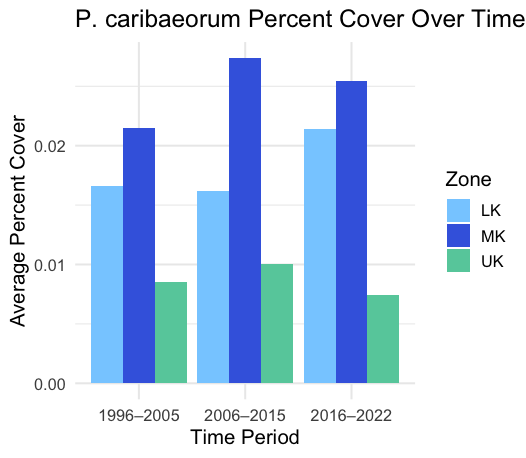 P. caribaeorum Percent Cover Over Time
Average Percent Cover
0.02
0.01
0.00
1996–2005
2006–2015
2016–2022
Time Period
Zone
LK
MK
UK